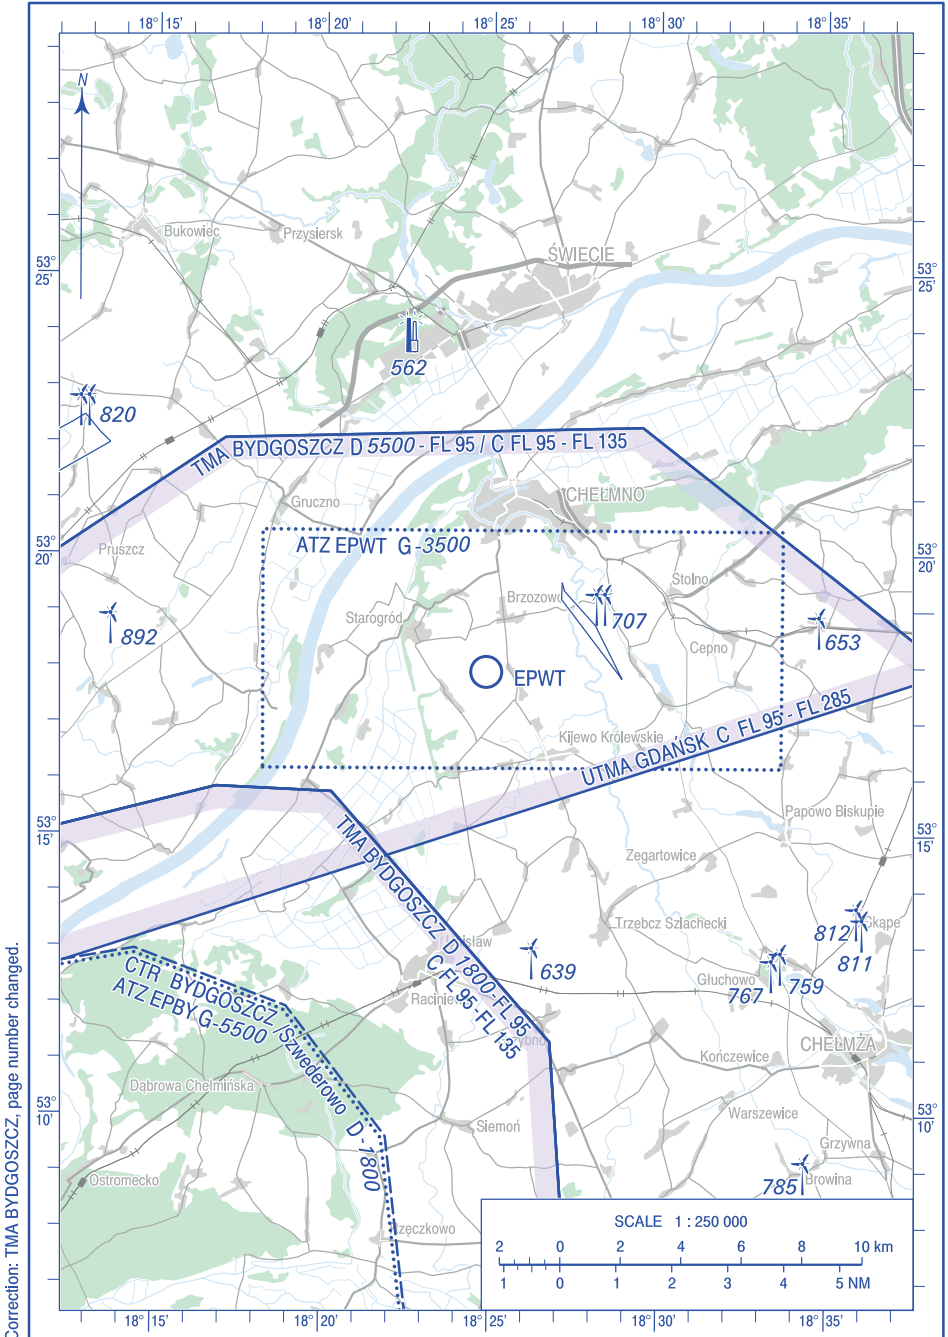 18° 15’ 18° 20’ 18° 25’ 18° 30’ 18° 35’
N
Bukowiec
Przysiersk
ŚWIECIE
53°
25’
53°
25’
562
820
TMA BYDGOSZCZ D 5500 - FL 95 / C FL 95 - FL 135
CHEŁMNO
Gruczno
53°
20’
Pruszcz
ATZ EPWT G-3500
53°
20’
Stolno
Brzozowo
Starogród
707
892
653
Cepno
EPWT
Kijewo Królewskie
UTMA GDAŃSK C FL 95 - FL 285
53°
15’
Papowo Biskupie
53°
15’
TMA BYDGOSZCZ D 1800-FL 95
C FL 95-FL 135
Zegartowice
Trzebcz Szlachecki
812
Skąpe
811
639
Gluchowo
767
759
CTR BYDGOSZCZ /Szwederowo D -1800
ATZ EPBY G-5500
CHEŁMŻA
Kończewice
Dąbrowa Chełmińska
53°
10’
Warszewice
53°
10’
Siemoń
Grzywna
Ostromecko
785
Browina
SCALE 1 : 250 000
2 0 2 4 6 8 10 km
1 0 1 2 3 4 5 NM
18° 15’ 18° 20’ 18° 25’ 18° 30’ 18° 35’
Correction: TMA BYDGOSZCZ, page number changed.